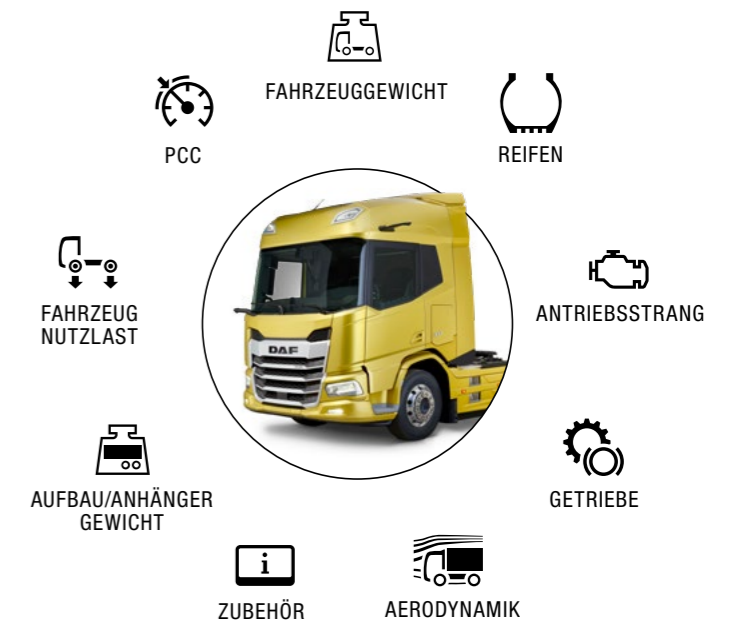 FAHRZEUGGEWICHT
REIFEN
PCC
FAHRZEUG
NUTZLAST
ANTRIEBSSTRANG
DAF
AUFBAU/ANHÄNGER
GEWICHT
GETRIEBE
i
ZUBEHÖR
AERODYNAMIK